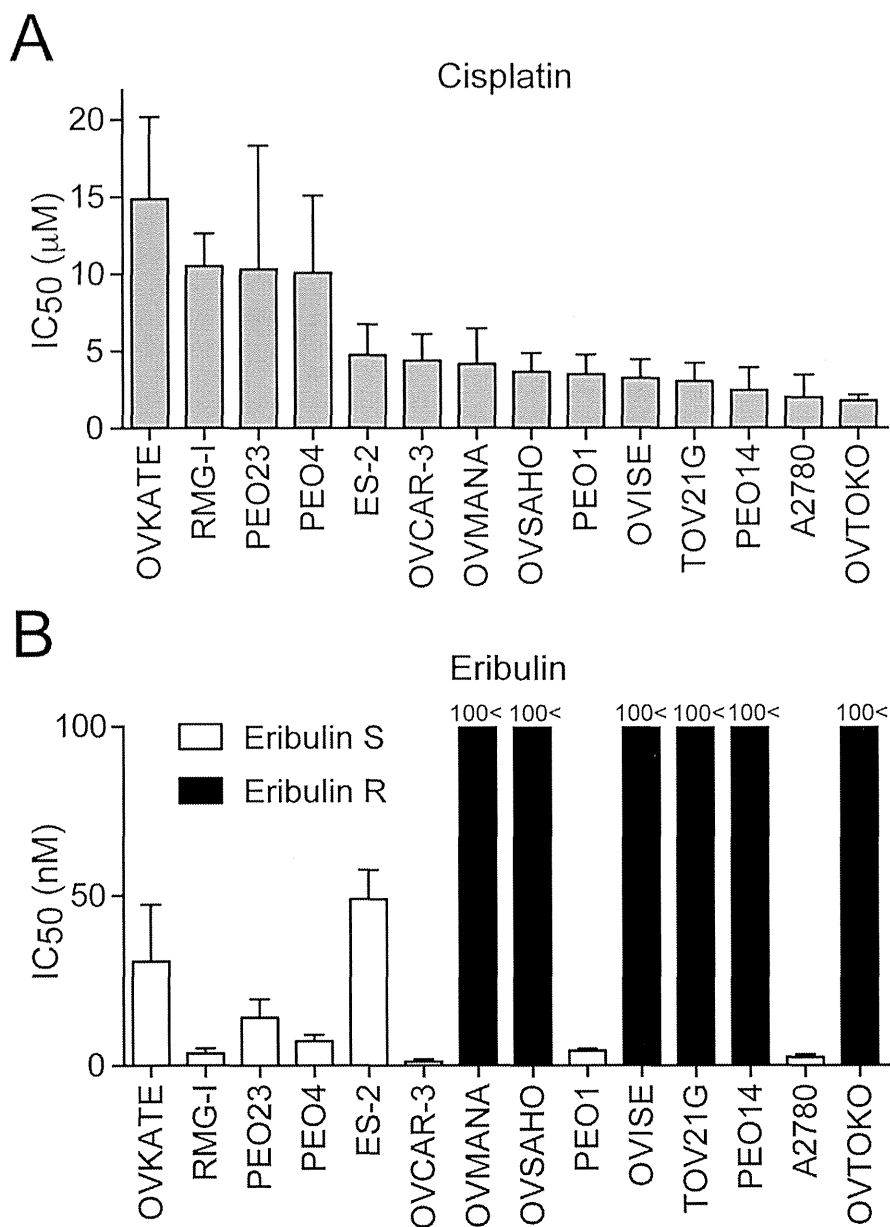 A
Cisplatin
IC50 (μM)
20
15
10
5
0
OVKATE
RMG-I
PEO23
PEO4
ES-2
OVCAR-3
OVMANA
OVSAHO
PEO1
OVISE
TOV21G
PEO14
A2780
OVTOKO
B
Eribulin
100< 100< 100< 100< 100< 100<
Eribulin S
Eribulin R
IC50 (nM)
100
50
0
OVKATE
RMG-I
PEO23
PEO4
ES-2
OVCAR-3
OVMANA
OVSAHO
PEO1
OVISE
TOV21G
PEO14
A2780
OVTOKO